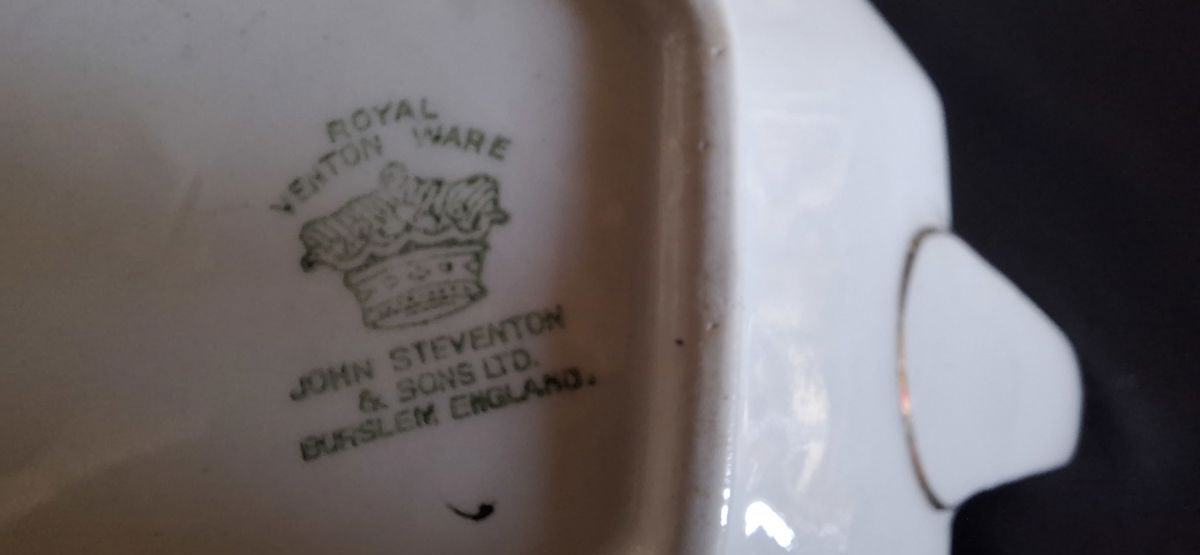 ROYAL
VENTON WARE
JOHN STEVENTON
& SONS LTD.
BURSLEM ENGLAND.